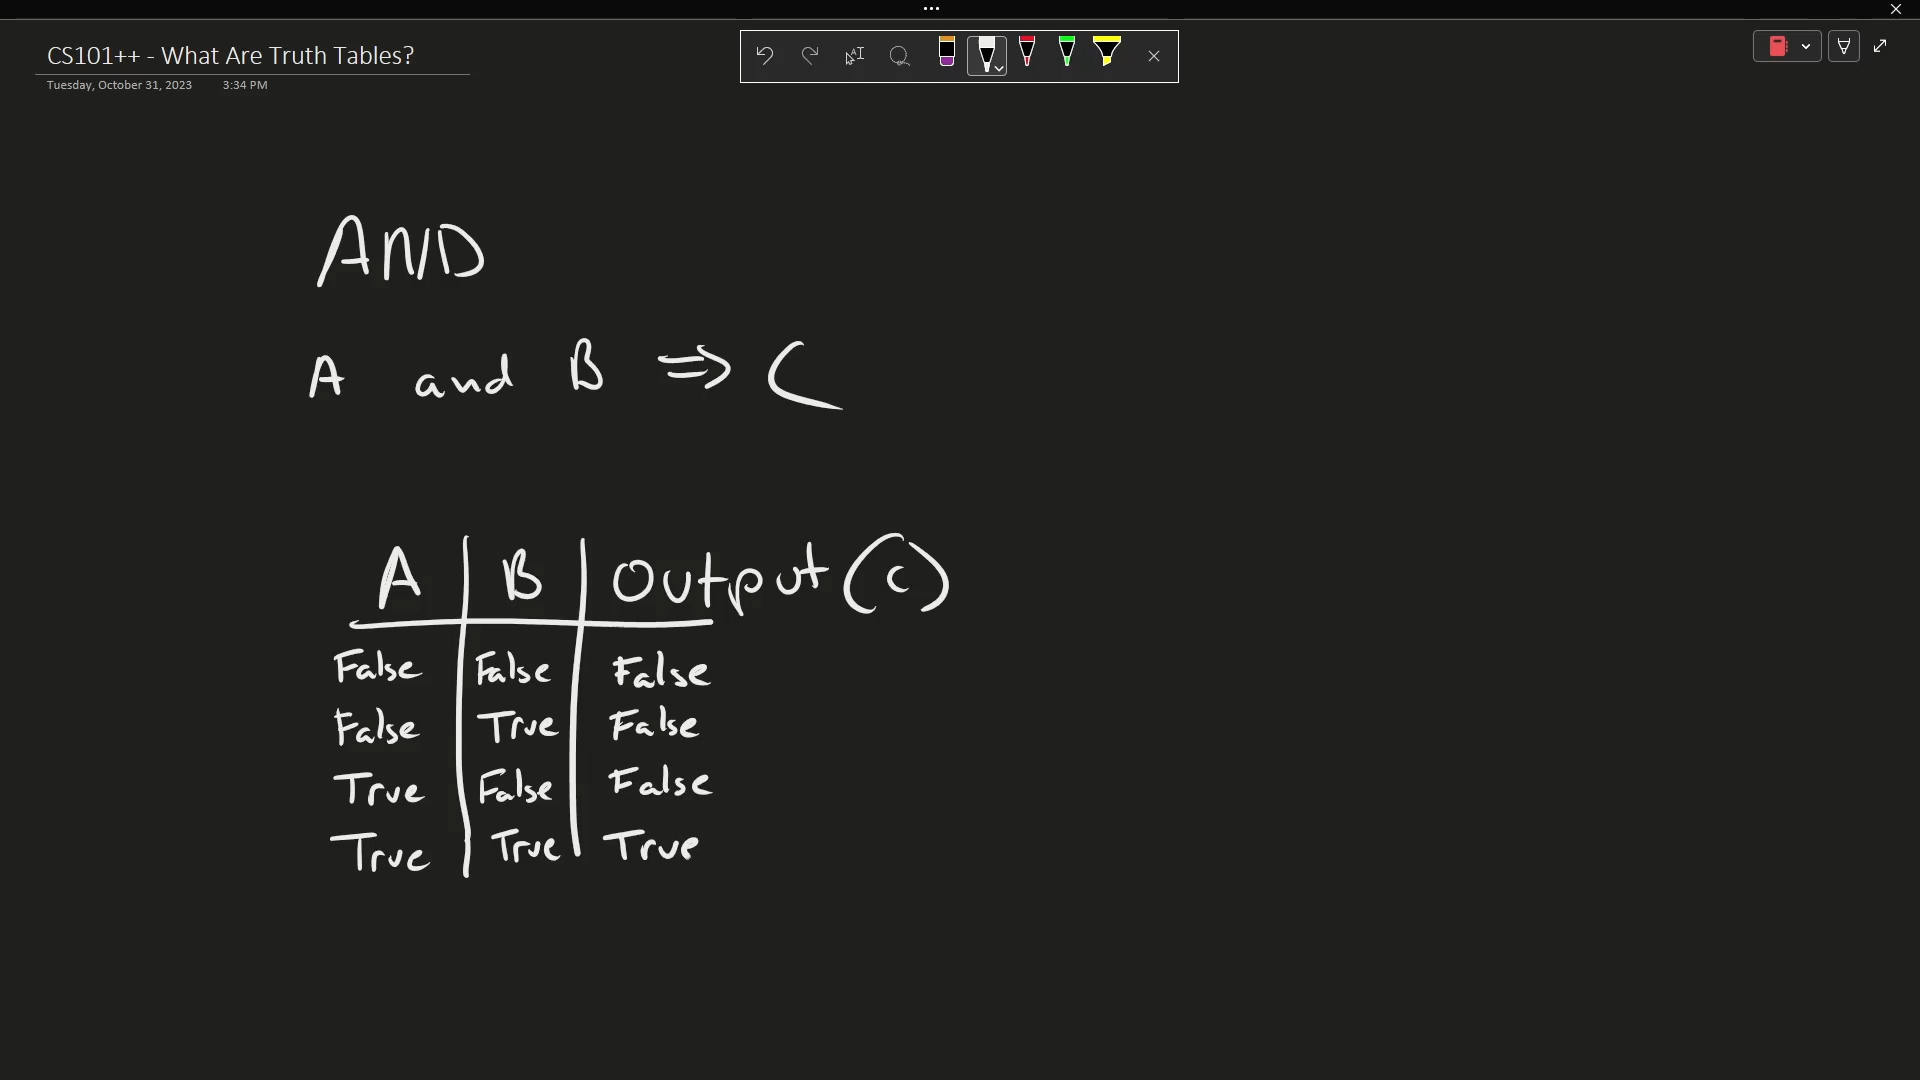 CS101++ - What Are Truth Tables?
Tuesday, October 31, 2023 3:34 PM
AND
A and B ⇒ C
A B Output (C)
False False False
False True False
True False False
True True True